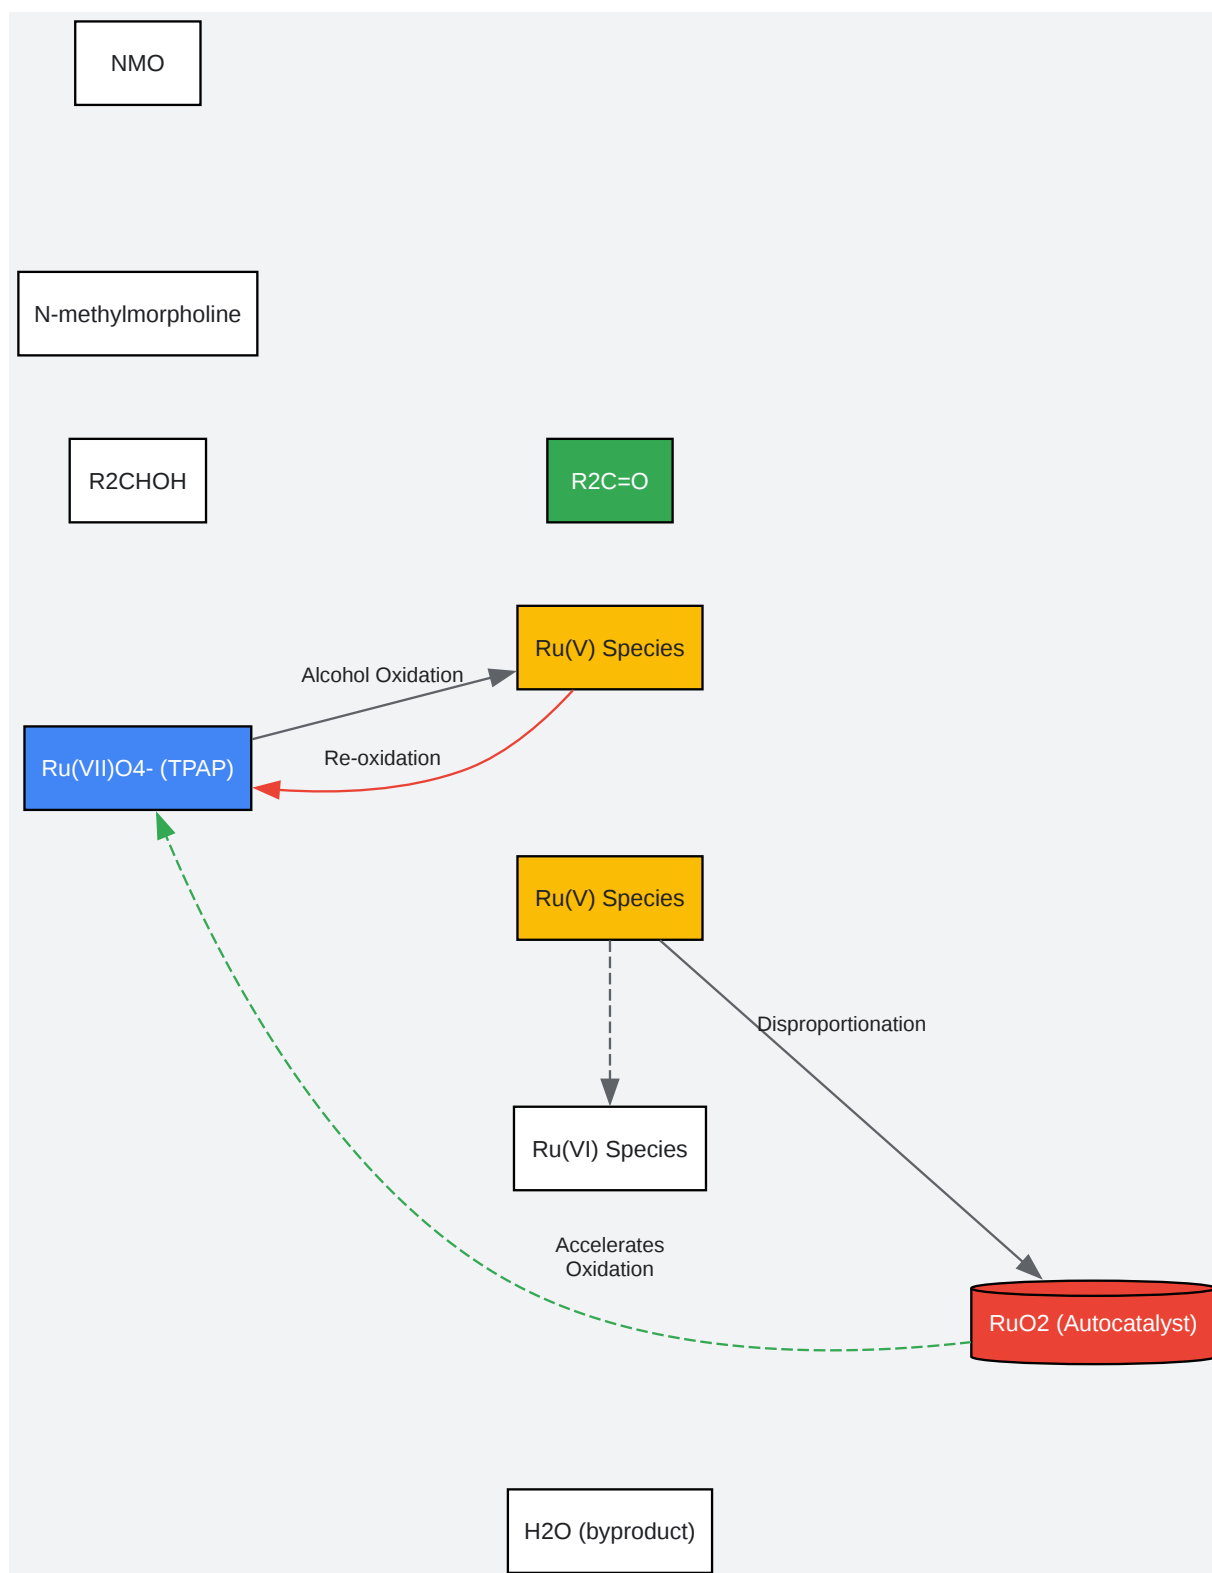 NMO
N-methylmorpholine
R2CHOH
R2C=O
Ru(V) Species
Alcohol Oxidation
Re-oxidation
Ru(VII)O4- (TPAP)
Ru(V) Species
Disproportionation
Ru(VI) Species
Accelerates
Oxidation
RuO2 (Autocatalyst)
H2O (byproduct)